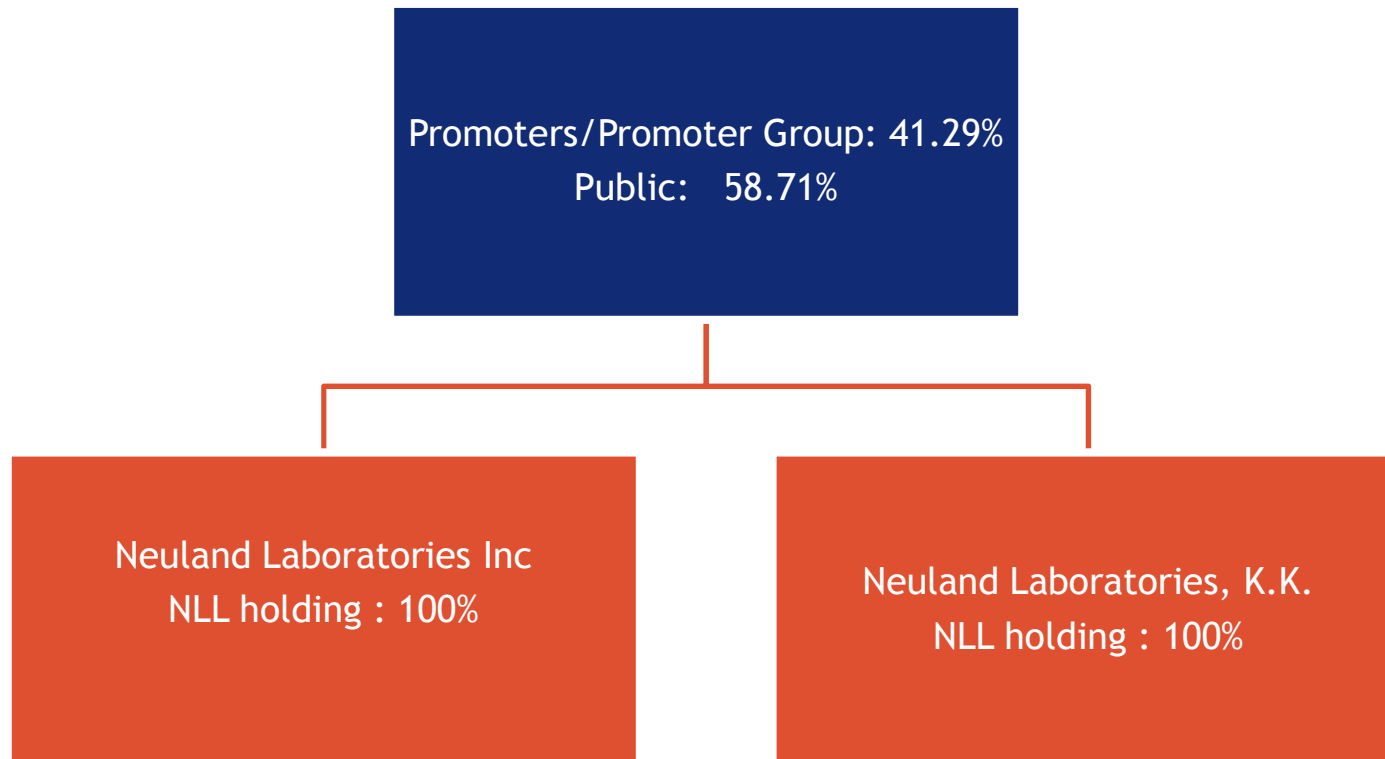 Promoters/Promoter Group: 41.29%
Public: 58.71%
Neuland Laboratories Inc
NLL holding : 100%
Neuland Laboratories, K.K.
NLL holding : 100%